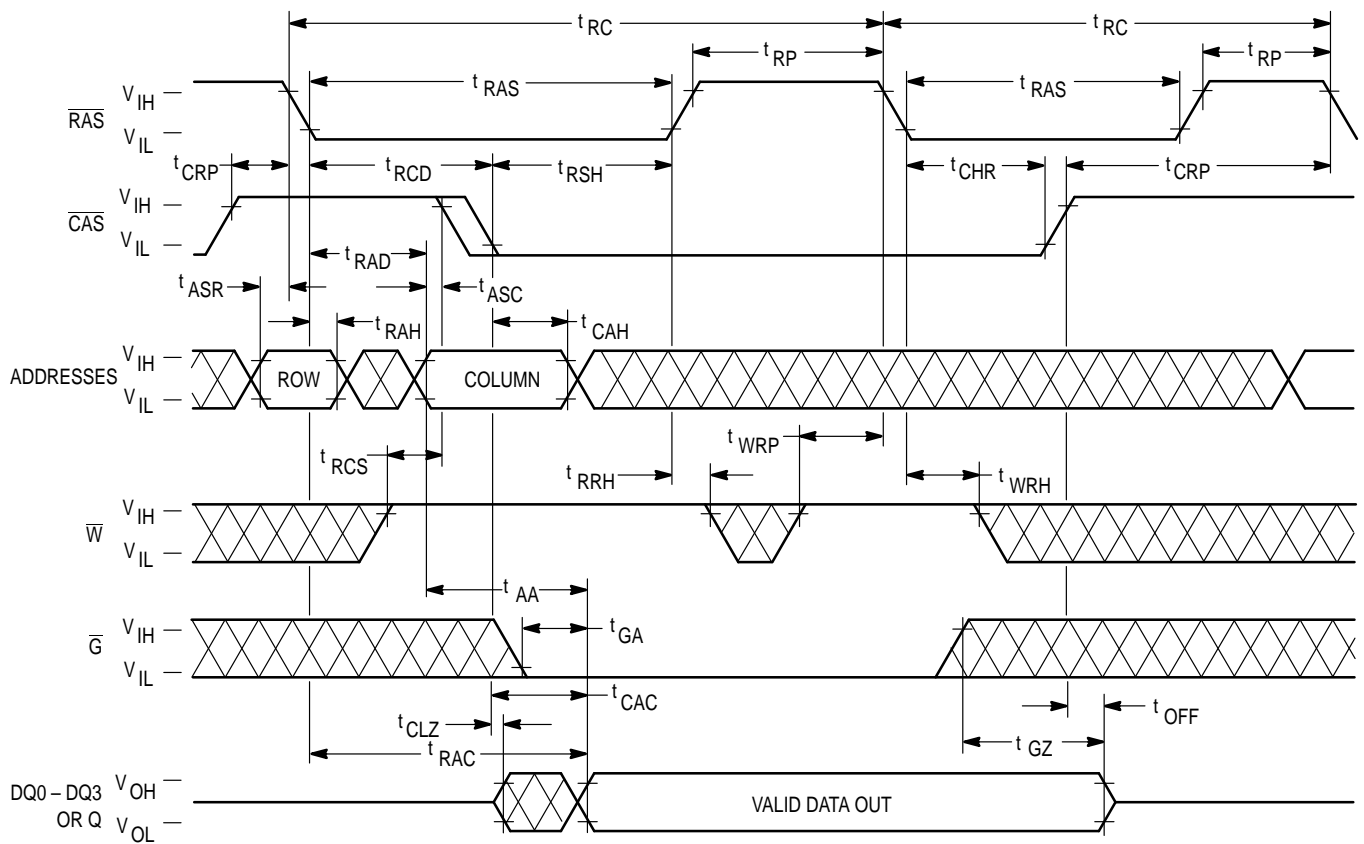 t RC t RC
t RP t RP
t RAS t RAS
RAS V IH
V IL
t CRP t RCD t RSH t CHR t CRP
CAS V IH
V IL
t RAD
t ASR t ASC
t RAH t CAH
ADDRESSES V IH
V IL
ROW COLUMN
t RCS t WRP
t RRH t WRH
W V IH
V IL
t AA
G V IH
V IL
t GA
t CAC
t CLZ t OFF
t RAC t GZ
DQ0 – DQ3 V OH
OR Q V OL
VALID DATA OUT